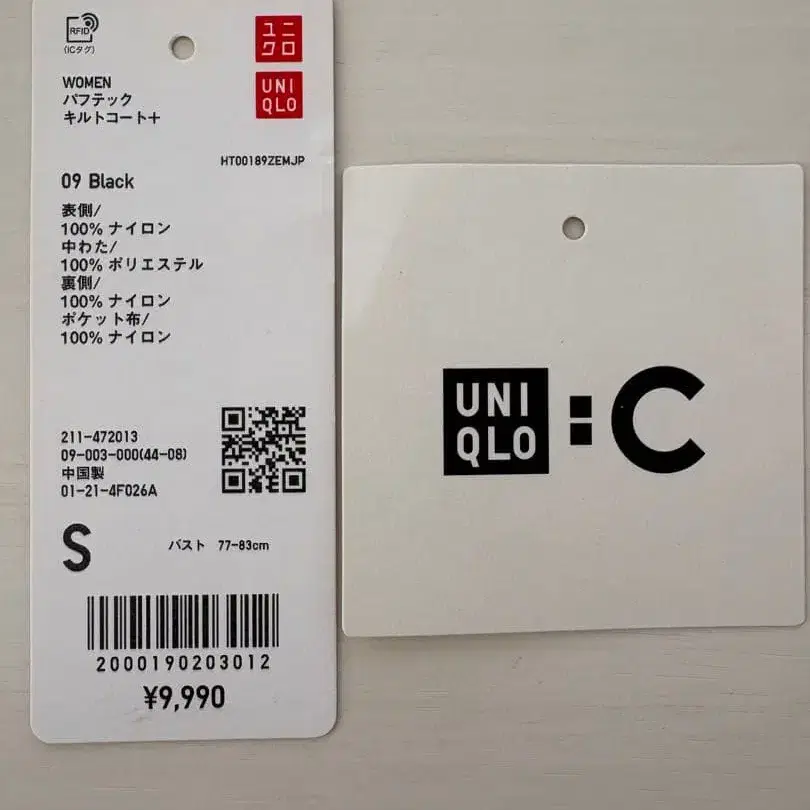 RFID
(ICタグ)
ユニ
クロ
UNI
QLO
WOMEN
パフテック
キルトコート+
HT00189ZEMJP
09 Black
表側/
100% ナイロン
中わた/
100% ポリエステル
裏側/
100% ナイロン
ポケット布/
100% ナイロン
211-472013
09-003-000(44-08)
中国製
01-21-4F026A
S バスト 77-83cm
2000190203012
¥9,990
UNI
QLO : C